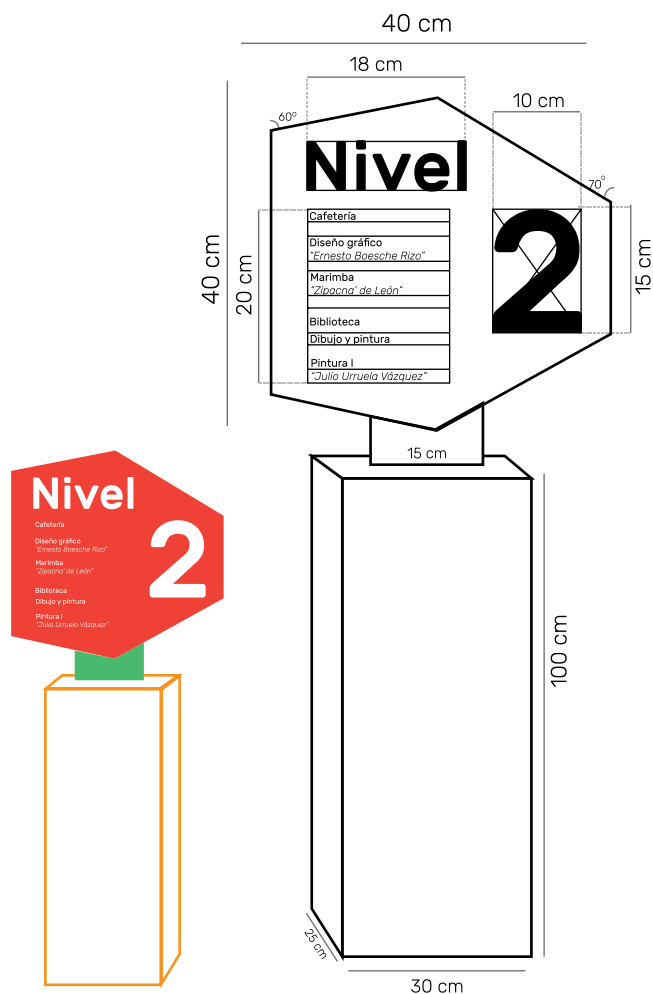 40 cm
18 cm
10 cm
60°
70°
Nivel
2
40 cm
20 cm
15 cm
Cafetería
Diseño gráfico
"Ernesto Boesche Rizo"
Marimba
"Zipacna' de León"
Biblioteca
Dibujo y pintura
Pintura I
"Julio Urruela Vázquez"
15 cm
100 cm
25 cm
30 cm
Nivel
2
Cafetería
Diseño gráfico
"Ernesto Boesche Rizo"
Marimba
"Zipacna' de León"
Biblioteca
Dibujo y pintura
Pintura I
"Julio Urruela Vázquez"